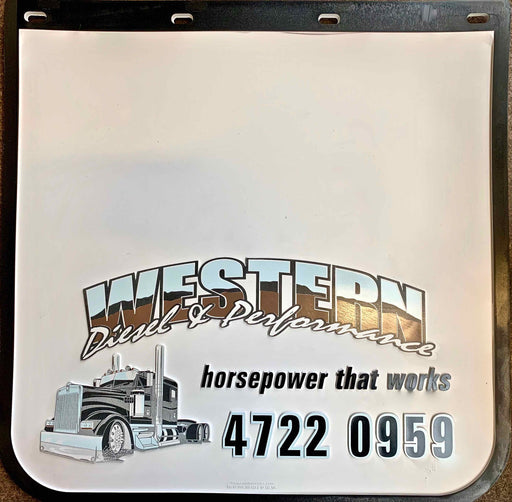 WESTERN
Diesel & Performance
horsepower that works
4722 0959